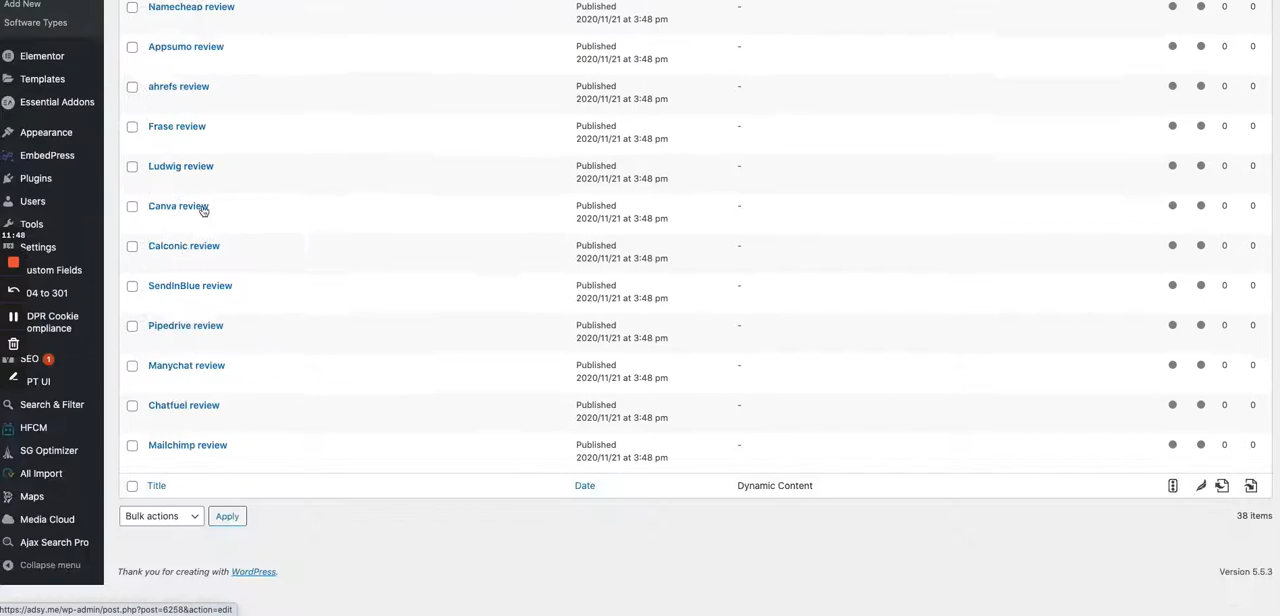 Add New
Software Types
Elementor
Templates
Essential Addons
Appearance
EmbedPress
Plugins
Users
Tools
11:48
Settings
ustom Fields
04 to 301
DPR Cookie
ompliance
SEO 1
PT UI
Search & Filter
HFCM
SG Optimizer
All Import
Maps
Media Cloud
Ajax Search Pro
Collapse menu
Namecheap review Published - 0 0
2020/11/21 at 3:48 pm
Appsumo review Published - 0 0
2020/11/21 at 3:48 pm
ahrefs review Published - 0 0
2020/11/21 at 3:48 pm
Frase review Published - 0 0
2020/11/21 at 3:48 pm
Ludwig review Published - 0 0
2020/11/21 at 3:48 pm
Canva review Published - 0 0
2020/11/21 at 3:48 pm
Calconic review Published - 0 0
2020/11/21 at 3:48 pm
SendInBlue review Published - 0 0
2020/11/21 at 3:48 pm
Pipedrive review Published - 0 0
2020/11/21 at 3:48 pm
Manychat review Published - 0 0
2020/11/21 at 3:48 pm
Chatfuel review Published - 0 0
2020/11/21 at 3:48 pm
Mailchimp review Published - 0 0
2020/11/21 at 3:48 pm
Title Date Dynamic Content
Bulk actions Apply 38 items
Thank you for creating with WordPress. Version 5.5.3
https://adsy.me/wp-admin/post.php?post=6258&action=edit